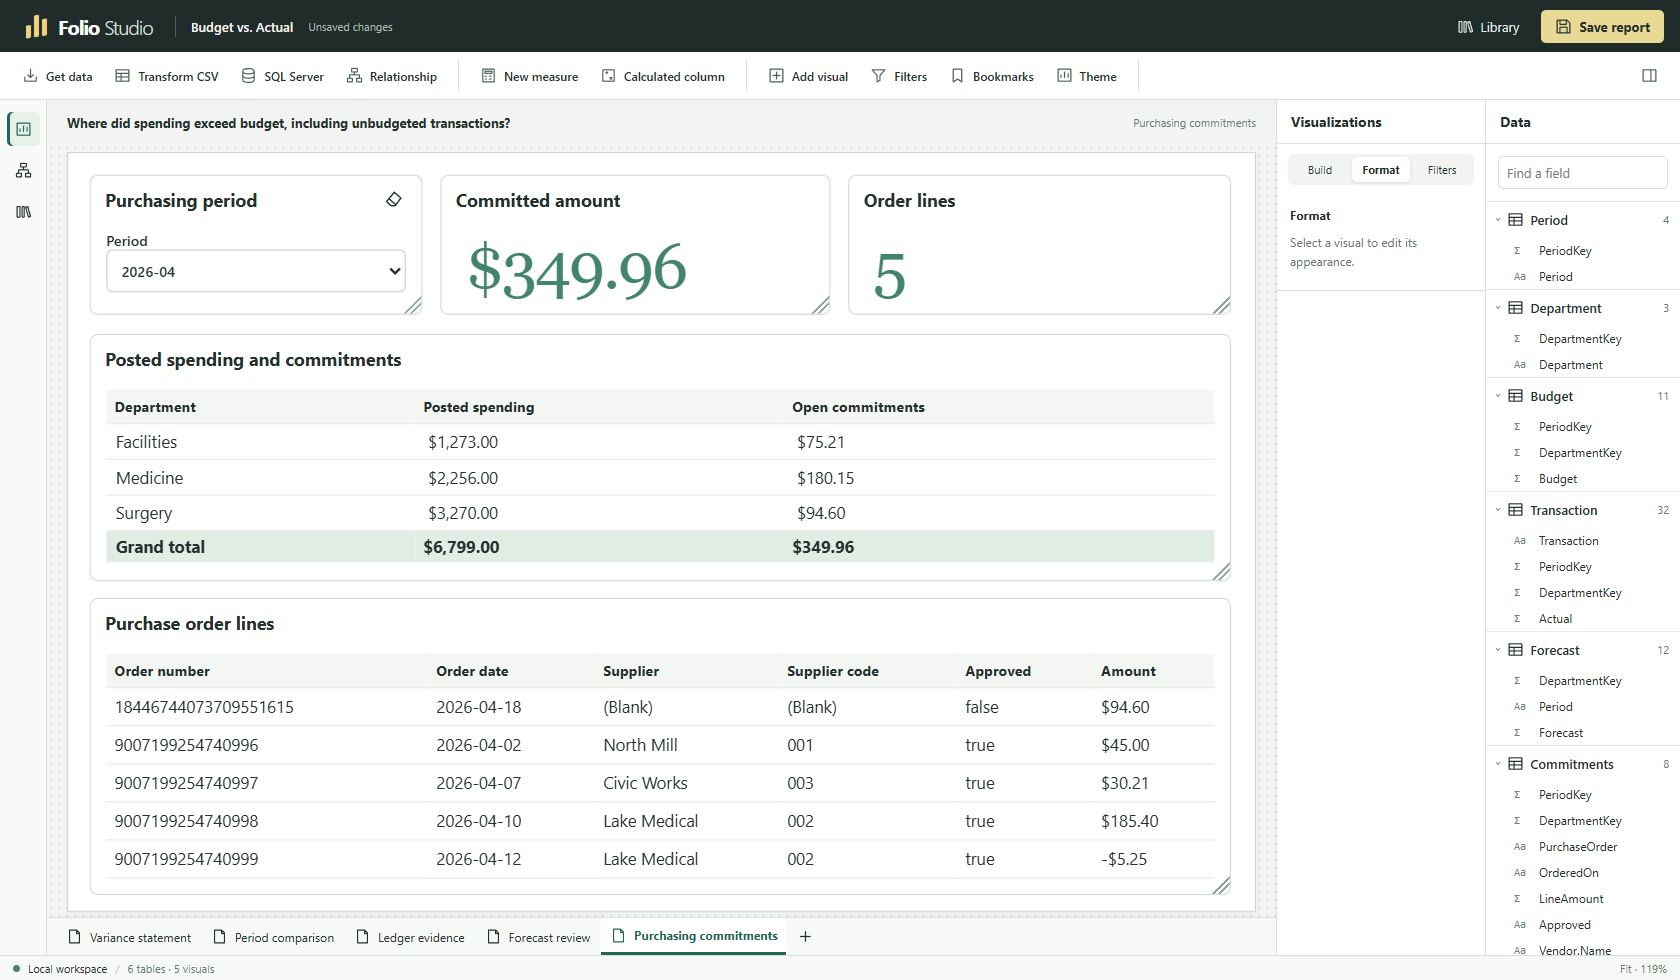 Folio Studio
Budget vs. Actual
Unsaved changes
Library
Save report
Get data
Transform CSV
SQL Server
Relationship
New measure
Calculated column
Add visual
Filters
Bookmarks
Theme
Where did spending exceed budget, including unbudgeted transactions?
Purchasing commitments
Purchasing period
Period
2026-04
Committed amount
$349.96
Order lines
5
Posted spending and commitments
Department Posted spending Open commitments
Facilities $1,273.00 $75.21
Medicine $2,256.00 $180.15
Surgery $3,270.00 $94.60
Grand total $6,799.00 $349.96
Purchase order lines
Order number Order date Supplier Supplier code Approved Amount
18446744073709551615 2026-04-18 (Blank) (Blank) false $94.60
9007199254740996 2026-04-02 North Mill 001 true $45.00
9007199254740997 2026-04-07 Civic Works 003 true $30.21
9007199254740998 2026-04-10 Lake Medical 002 true $185.40
9007199254740999 2026-04-12 Lake Medical 002 true -$5.25
Visualizations
Build
Format
Filters
Format
Select a visual to edit its
appearance.
Data
Find a field
Period 4
Σ PeriodKey
Aa Period
Department 3
Σ DepartmentKey
Aa Department
Budget 11
Σ PeriodKey
Σ DepartmentKey
Σ Budget
Transaction 32
Aa Transaction
Σ PeriodKey
Σ DepartmentKey
Σ Actual
Forecast 12
Σ DepartmentKey
Aa Period
Σ Forecast
Commitments 8
Σ PeriodKey
Σ DepartmentKey
Aa PurchaseOrder
Aa OrderedOn
Σ LineAmount
Aa Approved
Aa Vendor.Name
Variance statement
Period comparison
Ledger evidence
Forecast review
Purchasing commitments
Local workspace / 6 tables · 5 visuals
Fit · 119%